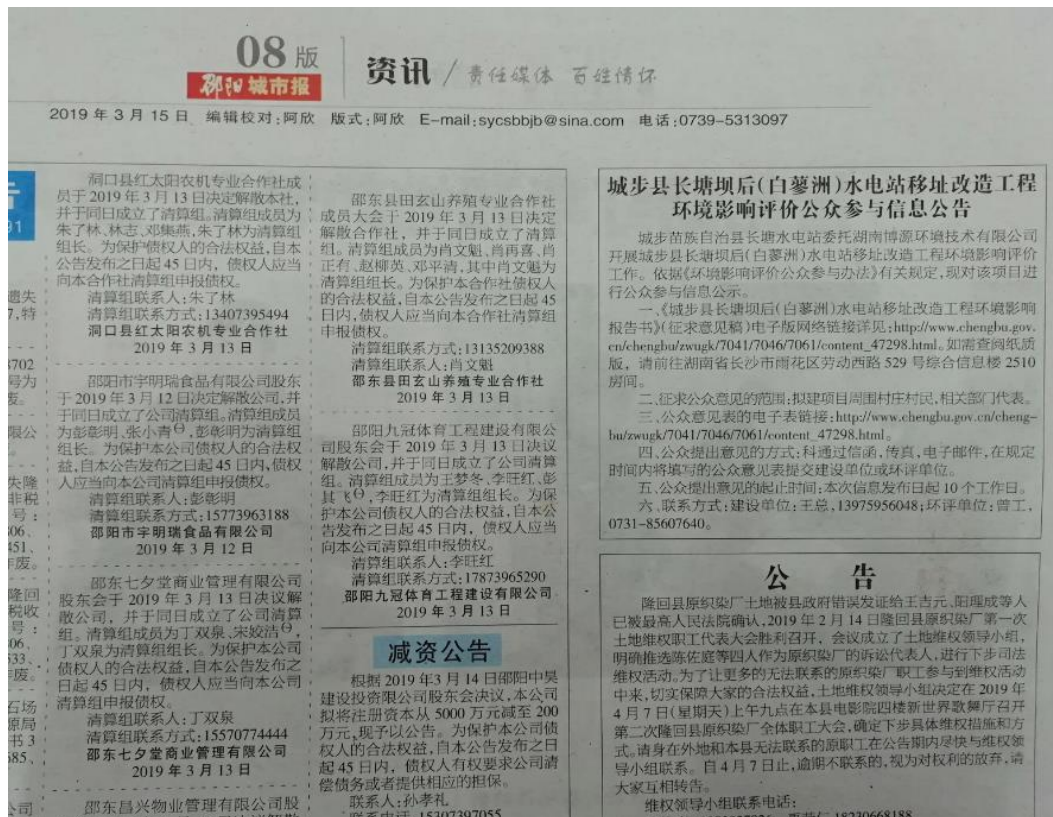 08版
邵阳城市报
资讯/责任媒体 百姓情怀
2019年3月15日 编辑校对:阿欣 版式:阿欣 E-mail:sycsbbjb@sina.com 电话:0739-5313097
洞口县红太阳农机专业合作社成
员于2019年3月13日决定解散本社,
并于同日成立了清算组。清算组成员为
朱了林、林志、邓集燕,朱了林为清算组
组长。为保护债权人的合法权益,自本
公告发布之日起45日内,债权人应当
向本合作社清算组申报债权。
清算组联系人:朱了林
清算组联系方式:13407395494
洞口县红太阳农机专业合作社
2019年3月13日
邵阳市宇明瑞食品有限公司股东
于2019年3月12日决定解散公司,并
于同日成立了公司清算组。清算组成员
为彭彰明、张小青,彭彰明为清算组
组长。为保护本公司债权人的合法权
益,自本公告发布之日起45日内,债权
人应当向本公司清算组申报债权。
清算组联系人:彭彰明
清算组联系方式:15773963188
邵阳市宇明瑞食品有限公司
2019年3月12日
邵东七夕堂商业管理有限公司
股东会于2019年3月13日决议解
散公司,并于同日成立了公司清算
组。清算组成员为丁双泉、宋姣洁,
丁双泉为清算组组长。为保护本公司
债权人的合法权益,自本公告发布之
日起45日内,债权人应当向本公司
清算组申报债权。
清算组联系人:丁双泉
清算组联系方式:15570774444
邵东七夕堂商业管理有限公司
2019年3月13日
邵东昌兴物业管理有限公司股
邵东县田玄山养殖专业合作社
成员大会于2019年3月13日决定
解散合作社,并于同日成立了清算
组。清算组成员为肖文魁、肖再喜、肖
正有、赵柳英、邓平清,其中肖文魁为
清算组组长。为保护本合作社债权人
的合法权益,自本公告发布之日起45
日内,债权人应当向本合作社清算组
申报债权。
清算组联系方式:13135209388
清算组联系人:肖文魁
邵东县田玄山养殖专业合作社
2019年3月13日
邵阳九冠体育工程建设有限公
司股东会于2019年3月13日决议
解散公司,并于同日成立了公司清算
组。清算组成员为王梦冬、李旺红、彭
其飞,李旺红为清算组组长。为保
护本公司债权人的合法权益,自本公
告发布之日起45日内,债权人应当
向本公司清算组申报债权。
清算组联系人:李旺红
清算组联系方式:17873965290
邵阳九冠体育工程建设有限公司
2019年3月13日
减资公告
根据2019年3月14日邵阳中昊
建设投资限公司股东会决议,本公司
拟将注册资本从5000万元减至200
万元,现予以公告。为保护本公司债
权人的合法权益,自本公告发布之日
起45日内,债权人有权要求公司清
偿债务或者提供相应的担保。
联系人:孙孝礼
联系电话:15307397055
城步县长塘坝后(白蓼洲)水电站移址改造工程
环境影响评价公众参与信息公告
城步苗族自治县长塘水电站委托湖南博源环境技术有限公司
开展城步县长塘坝后(白蓼洲)水电站移址改造工程环境影响评价
工作。依据《环境影响评价公众参与办法》有关规定,现对该项目进
行公众参与信息公示。
一、《城步县长塘坝后(白蓼洲)水电站移址改造工程环境影响
报告书》(征求意见稿)电子版网络链接详见:http://www.chengbu.gov.
cn/chengbu/zwugk/7041/7046/7061/content_47298.html。如需查阅纸质
版,请前往湖南省长沙市雨花区劳动西路529号综合信息楼2510
房间。
二、征求公众意见的范围:拟建项目周围村庄村民、相关部门代表。
三、公众意见表的电子表链接:http://www.chengbu.gov.cn/cheng-
bu/zwugk/7041/7046/7061/content_47298.html。
四、公众提出意见的方式:科通过信函,传真,电子邮件,在规定
时间内将填写的公众意见表提交建设单位或环评单位。
五、公众提出意见的起止时间:本次信息发布日起10个工作日。
六、联系方式:建设单位:王总,13975956048;环评单位:曾工,
0731-85607640。
公 告
隆回县原织染厂土地被县政府错误发证给王吉元、阳理成等人
已被最高人民法院确认,2019年2月14日隆回县原织染厂第一次
土地维权职工代表大会胜利召开,会议成立了土地维权领导小组,
明确推选陈佐庭等四人作为原织染厂的诉讼代表人,进行下步司法
维权活动。为了让更多的无法联系的原织染厂职工参与到维权活动
中来,切实保障大家的合法权益,土地维权领导小组决定在2019年
4月7日(星期天)上午九点在本县电影院四楼新世界歌舞厅召开
第二次隆回县原织染厂全体职工大会,确定下步具体维权措施和方
式。请身在外地和本县无法联系的原职工在公告期内尽快与维权领
导小组联系。自4月7日止,逾期不联系的,视为对权利的放弃,请
大家互相转告。
维权领导小组联系电话:
18230668188